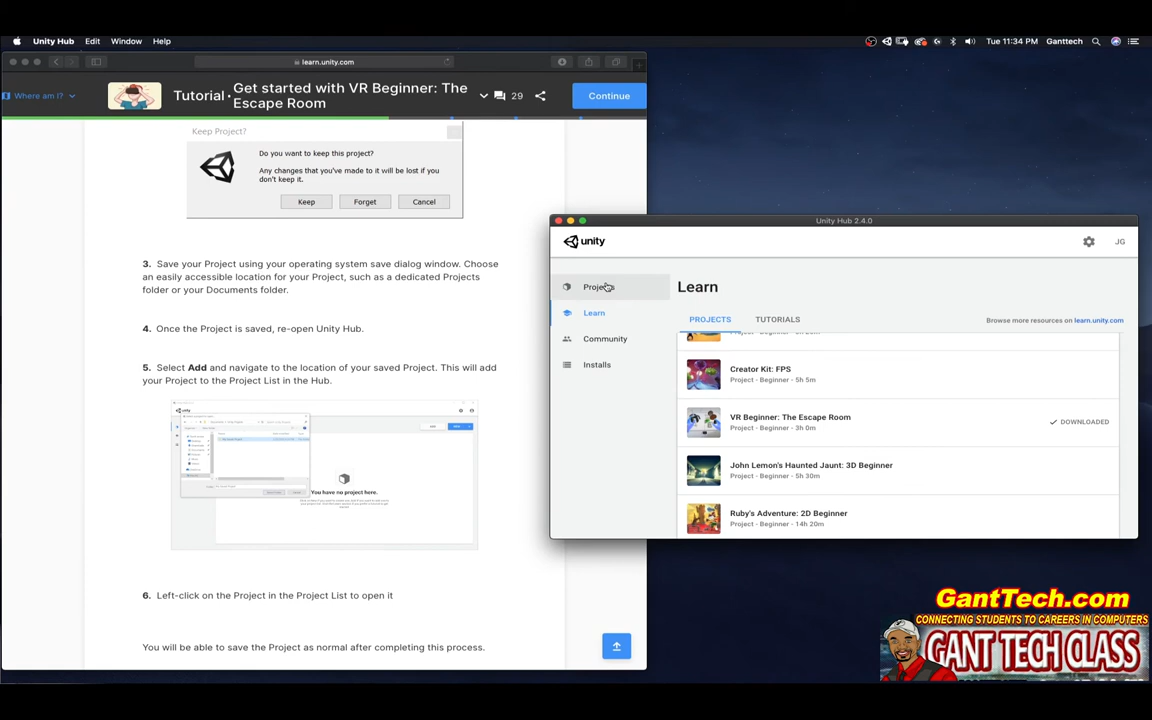 Unity Hub Edit Window Help
Tue 11:34 PM Ganttech
learn.unity.com
Where am I?
Tutorial • Get started with VR Beginner: The
Escape Room
29
Continue
Keep Project?
Do you want to keep this project?
Any changes that you've made to it will be lost if you
don't keep it.
Keep Forget Cancel
3. Save your Project using your operating system save dialog window. Choose
an easily accessible location for your Project, such as a dedicated Projects
folder or your Documents folder.
4. Once the Project is saved, re-open Unity Hub.
5. Select Add and navigate to the location of your saved Project. This will add
your Project to the Project List in the Hub.
You have no project here.
6. Left-click on the Project in the Project List to open it
You will be able to save the Project as normal after completing this process.
Unity Hub 2.4.0
unity
JG
Projects
Learn
Community
Installs
Learn
PROJECTS TUTORIALS
Browse more resources on learn.unity.com
Project - Beginner -
Creator Kit: FPS
Project - Beginner - 5h 5m
VR Beginner: The Escape Room
Project - Beginner - 3h 0m
DOWNLOADED
John Lemon's Haunted Jaunt: 3D Beginner
Project - Beginner - 5h 30m
Ruby's Adventure: 2D Beginner
Project - Beginner - 14h 20m
GantTech.com
CONNECTING STUDENTS TO CAREERS IN COMPUTERS
GANT TECH CLASS